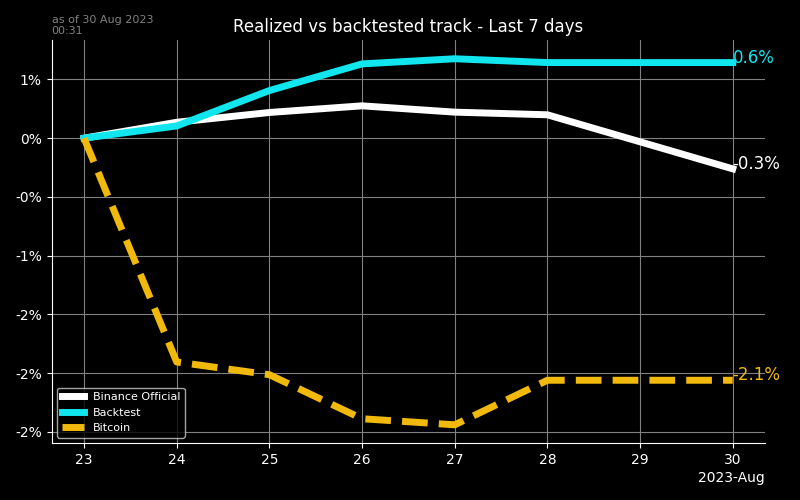 as of 30 Aug 2023
00:31
Realized vs backtested track - Last 7 days
1%
0%
-0%
-1%
-2%
-2%
-2%
0.6%
-0.3%
-2.1%
Binance Official
Backtest
Bitcoin
23 24 25 26 27 28 29 30
2023-Aug